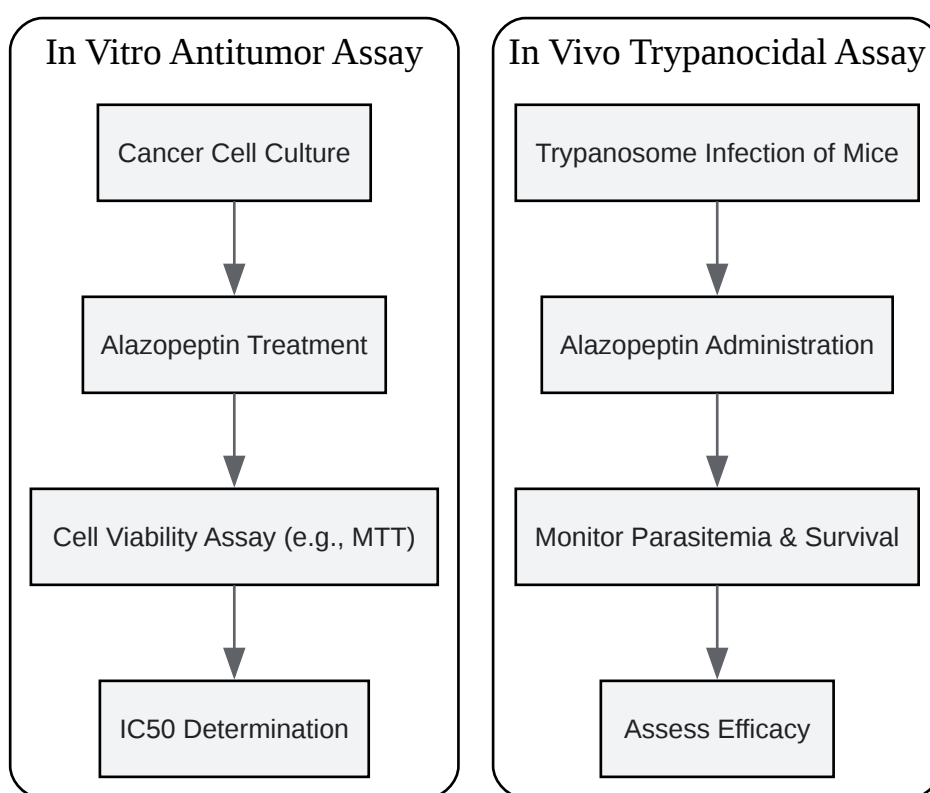 In Vitro Antitumor Assay
Cancer Cell Culture
Alazopeptin Treatment
Cell Viability Assay (e.g., MTT)
IC50 Determination
In Vivo Trypanocidal Assay
Trypanosome Infection of Mice
Alazopeptin Administration
Monitor Parasitemia & Survival
Assess Efficacy